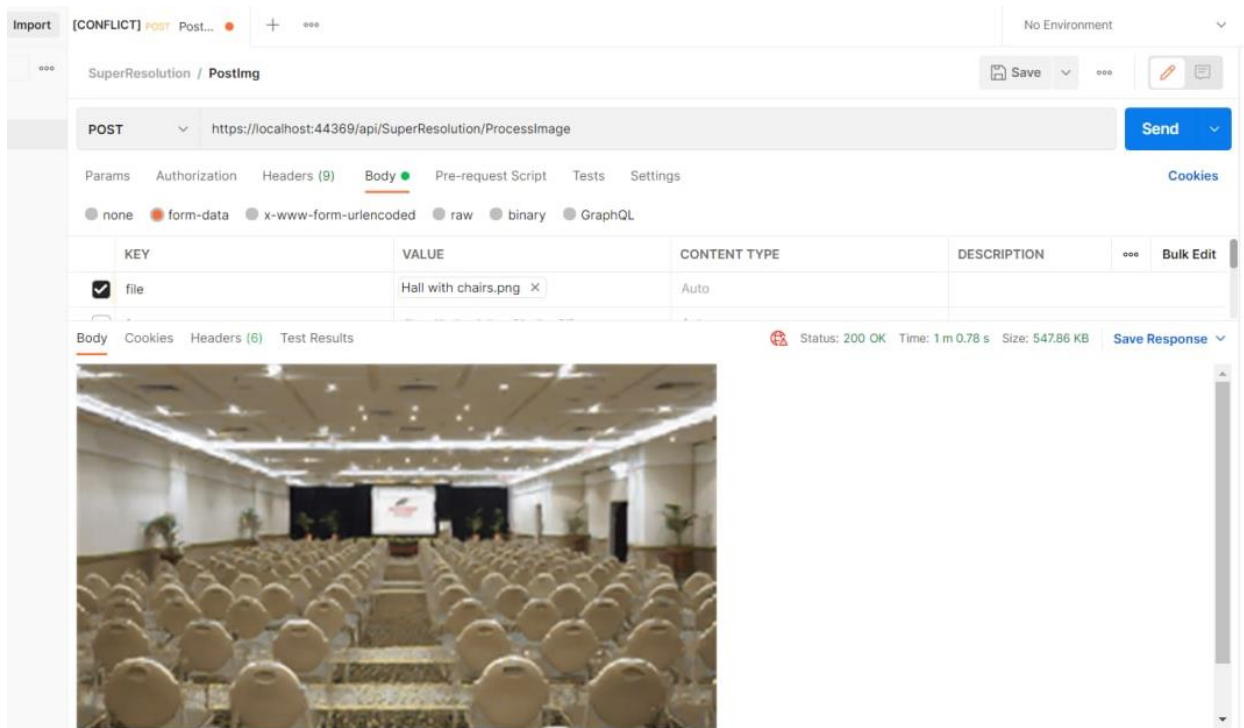 Import [CONFLICT] POST Post... + No Environment
SuperResolution / PostImg Save
POST https://localhost:44369/api/SuperResolution/ProcessImage Send
Params Authorization Headers (9) Body Pre-request Script Tests Settings Cookies
none form-data x-www-form-urlencoded raw binary GraphQL
KEY VALUE CONTENT TYPE DESCRIPTION Bulk Edit
file Hall with chairs.png × Auto
Body Cookies Headers (6) Test Results Status: 200 OK Time: 1 m 0.78 s Size: 547.86 KB Save Response